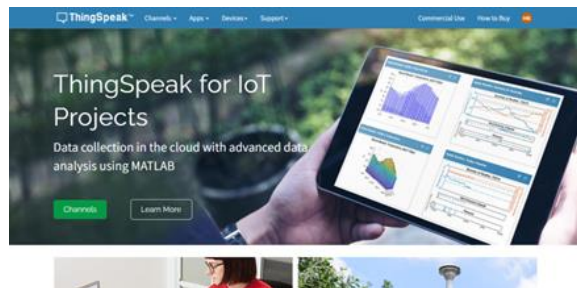 ThingSpeak™ Channels Apps Devices Support Commercial Use How to Buy
ThingSpeak for IoT
Projects
Data collection in the cloud with advanced data
analysis using MATLAB
Channels Learn More